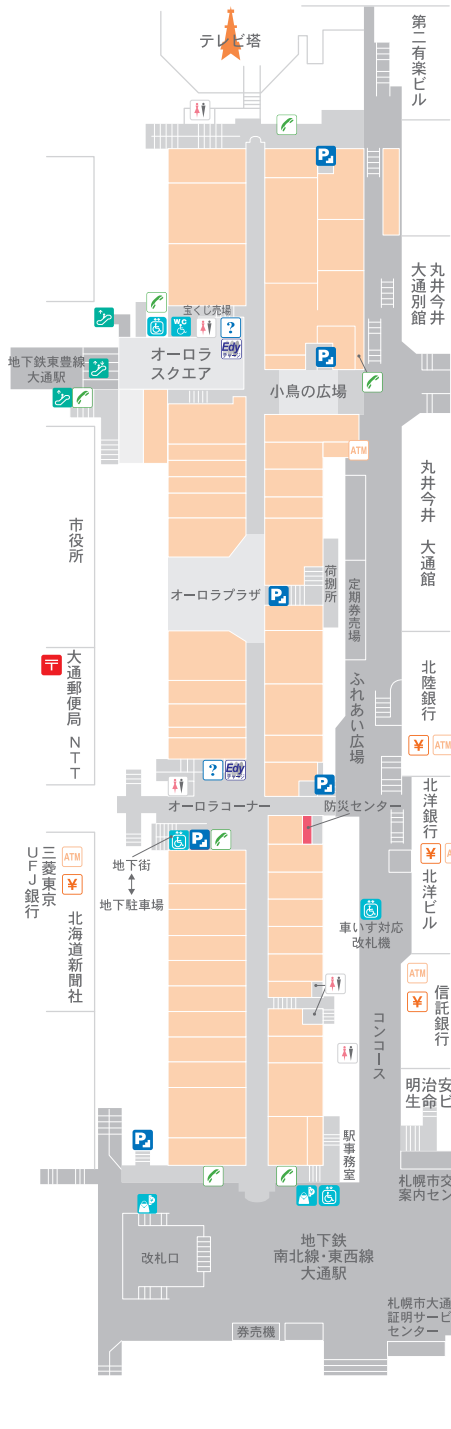 テレビ塔
第二有楽ビル
丸井今井
大通別館
宝くじ売場
WC
?
Edy
オーロラ
スクエア
地下鉄東豊線
大通駅
小鳥の広場
ATM
丸井今井 大通館
市役所
オーロラプラザ
荷捌所
定期券売場
〒
大通郵便局 NTT
ふれあい広場
北陸銀行
¥
ATM
?
Edy
オーロラコーナー
防災センター
北洋銀行
¥
北洋ビル
地下街
地下駐車場
三菱東京
UFJ銀行
ATM
¥
北海道新聞社
車いす対応
改札機
ATM
¥
信託銀行
コンコース
明治安
生命ビ
駅事務室
札幌市交
案内セン
改札口
地下鉄
南北線・東西線
大通駅
札幌市大通
証明サービ
センター
券売機
P
P
P
P
P
P